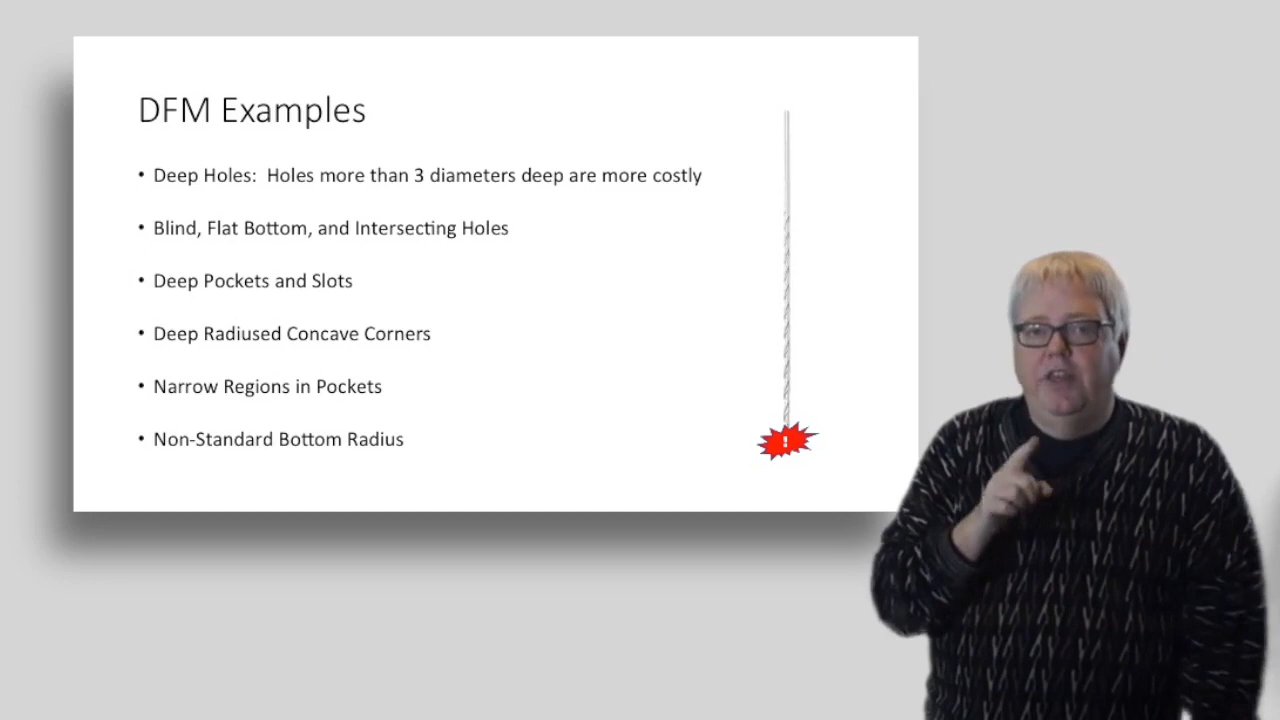 DFM Examples
• Deep Holes:  Holes more than 3 diameters deep are more costly
• Blind, Flat Bottom, and Intersecting Holes
• Deep Pockets and Slots
• Deep Radiused Concave Corners
• Narrow Regions in Pockets
• Non-Standard Bottom Radius
!